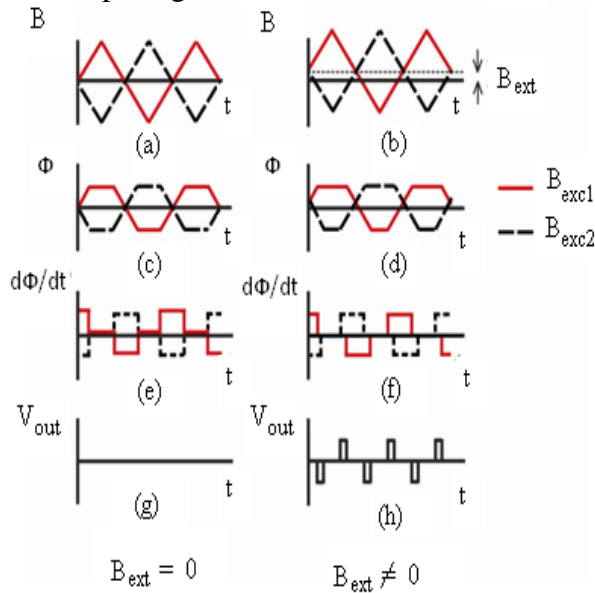 B
B
t
t
B_ext
(a)
(b)
Φ
Φ
t
t
B_exc1
B_exc2
(c)
(d)
dΦ/dt
dΦ/dt
t
t
(e)
(f)
V_out
V_out
t
t
(g)
(h)
B_ext = 0
B_ext ≠ 0